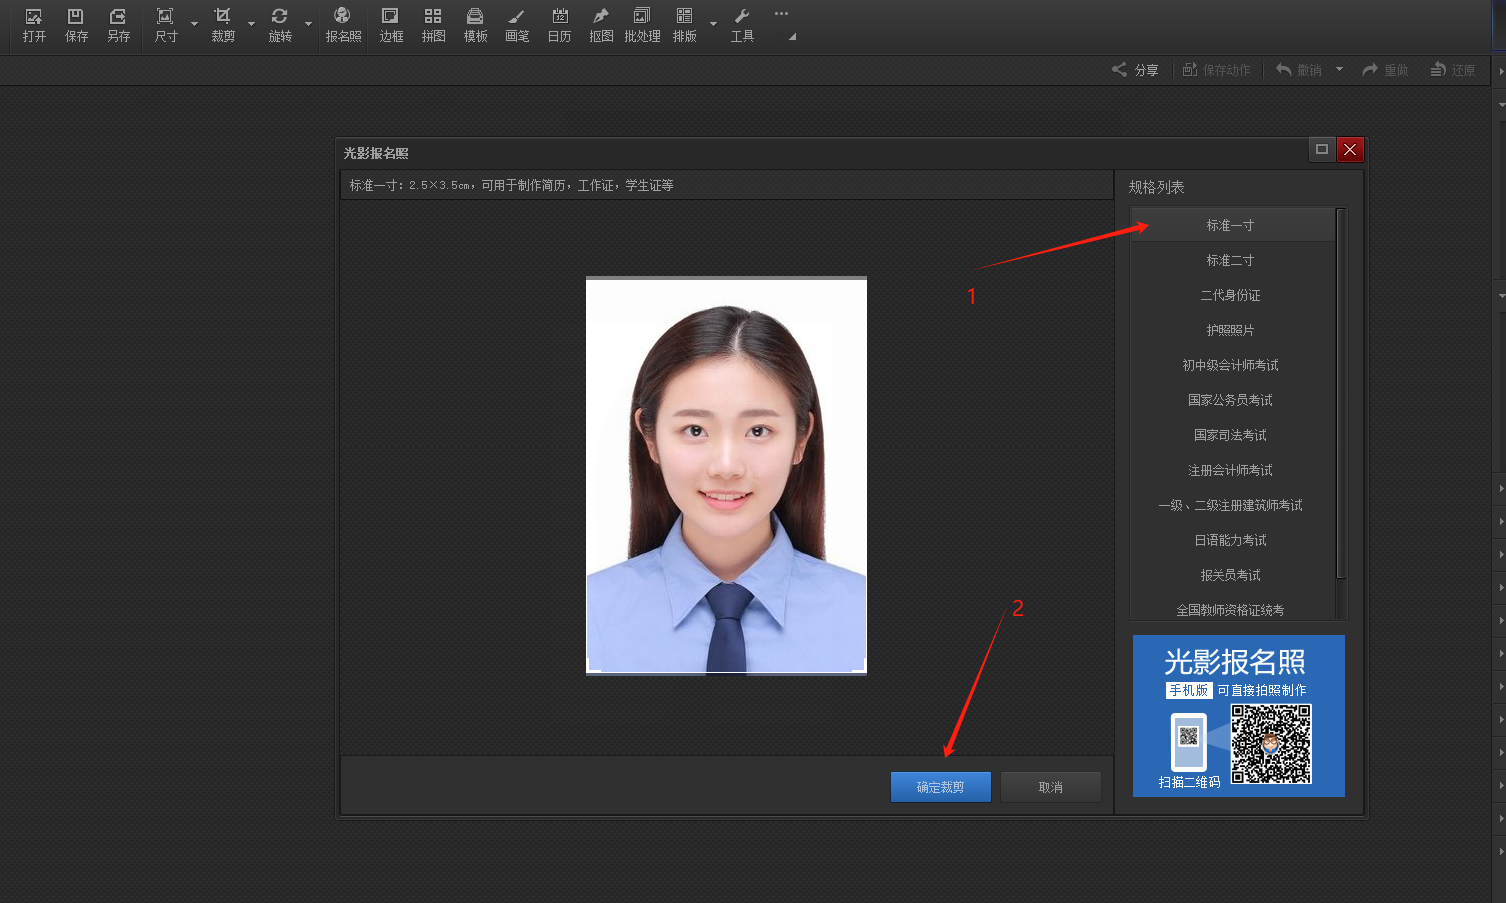 打开 保存 另存 尺寸 裁剪 旋转 报名照 边框 拼图 模板 画笔 日历 抠图 批处理 排版 工具
分享 保存动作 撤销 重做 还原
光影报名照
标准一寸：2.5×3.5cm，可用于制作简历，工作证，学生证等
规格列表
标准一寸
标准二寸
二代身份证
护照照片
初中级会计师考试
国家公务员考试
国家司法考试
注册会计师考试
一级、二级注册建筑师考试
日语能力考试
报关员考试
全国教师资格证统考
1
2
光影报名照
手机版 可直接拍照制作
扫描二维码
确定裁剪 取消